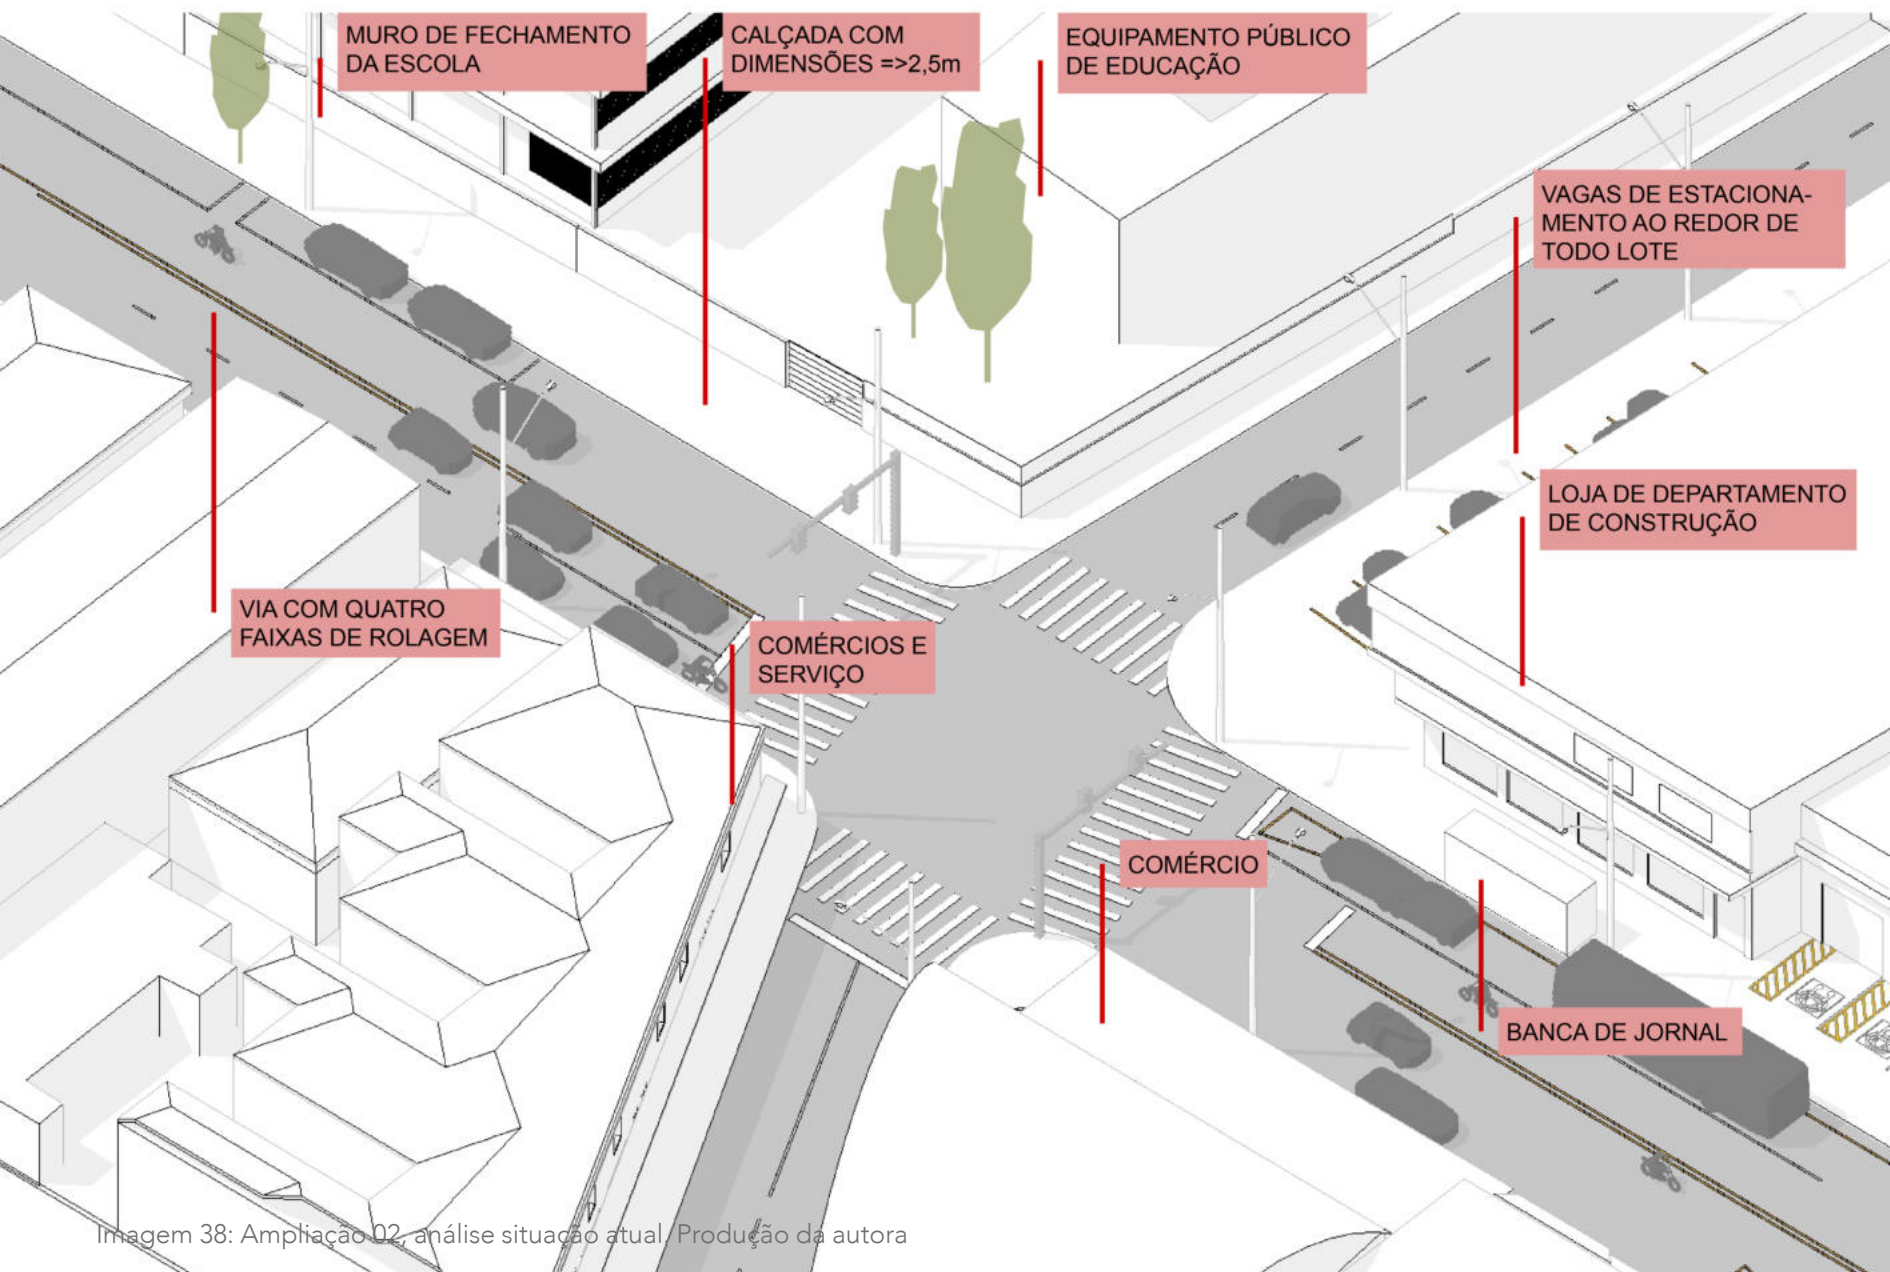 MURO DE FECHAMENTO
DA ESCOLA
CALÇADA COM
DIMENSÕES =>2,5m
EQUIPAMENTO PÚBLICO
DE EDUCAÇÃO
VAGAS DE ESTACIONA-
MENTO AO REDOR DE
TODO LOTE
LOJA DE DEPARTAMENTO
DE CONSTRUÇÃO
VIA COM QUATRO
FAIXAS DE ROLAGEM
COMÉRCIOS E
SERVIÇO
COMÉRCIO
BANCA DE JORNAL
Imagem 38: Ampliação 02, análise situação atual. Produção da autora